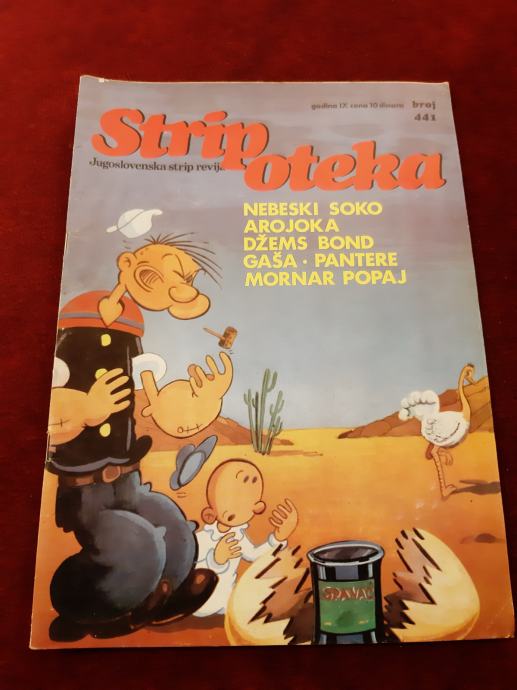 godina IX cena 10 dinara broj
441
Strip
Jugoslovenska strip revija
oteka
NEBESKI SOKO
AROJOKA
DŽEMS BOND
GAŠA · PANTERE
MORNAR POPAJ
SPANAĆ